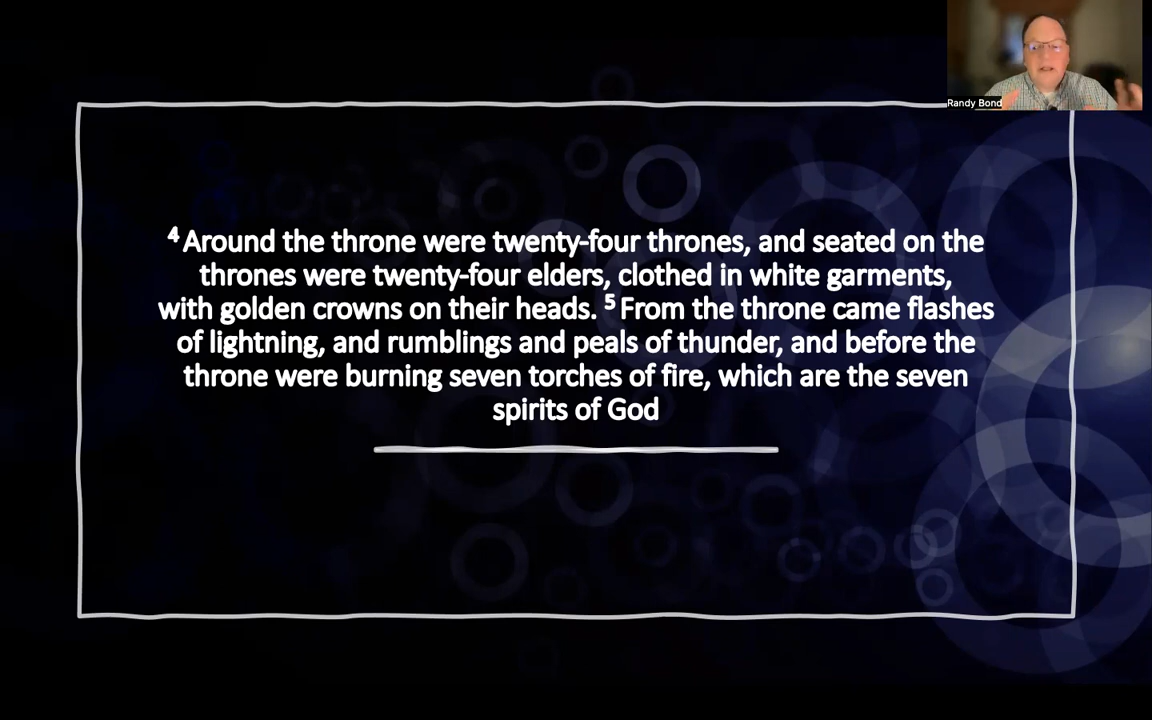 Randy Bond
⁴ Around the throne were twenty-four thrones, and seated on the
thrones were twenty-four elders, clothed in white garments,
with golden crowns on their heads. ⁵ From the throne came flashes
of lightning, and rumblings and peals of thunder, and before the
throne were burning seven torches of fire, which are the seven
spirits of God